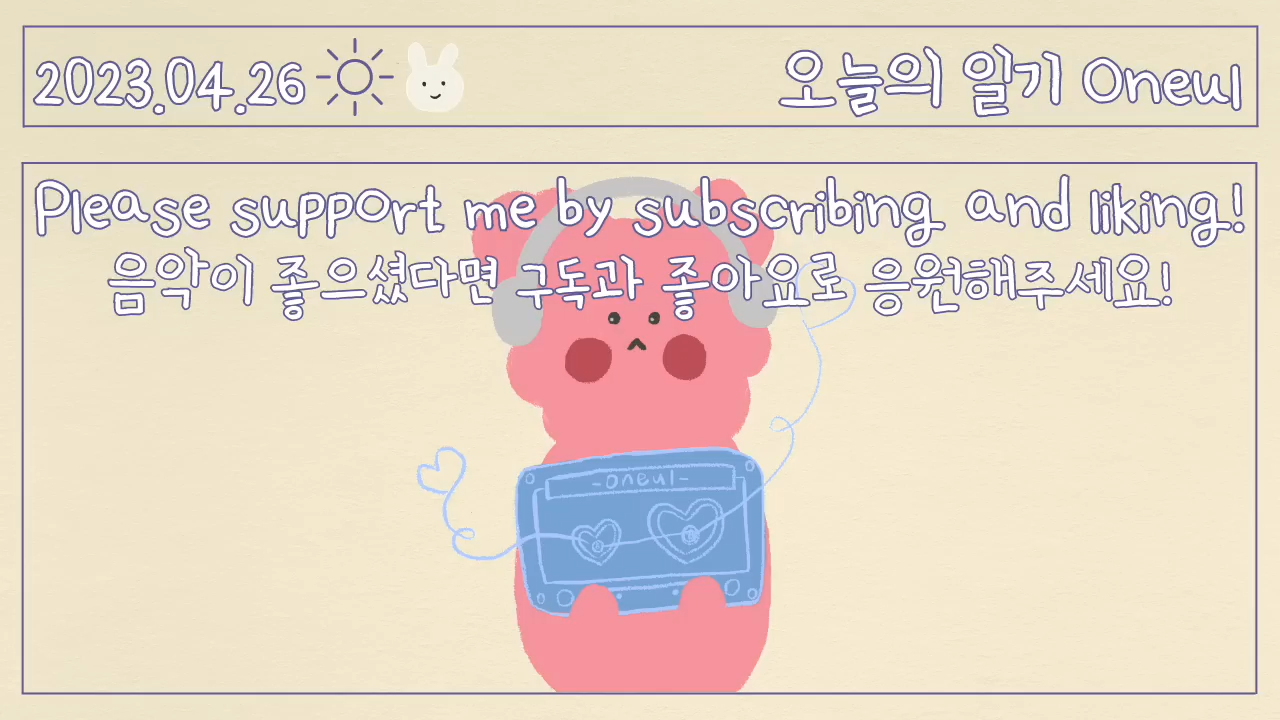 2023.04.26
오늘의 일기 Oneul
Please support me by subscribing and liking!
음악이 좋으셨다면 구독과 좋아요로 응원해주세요!
-oneul-